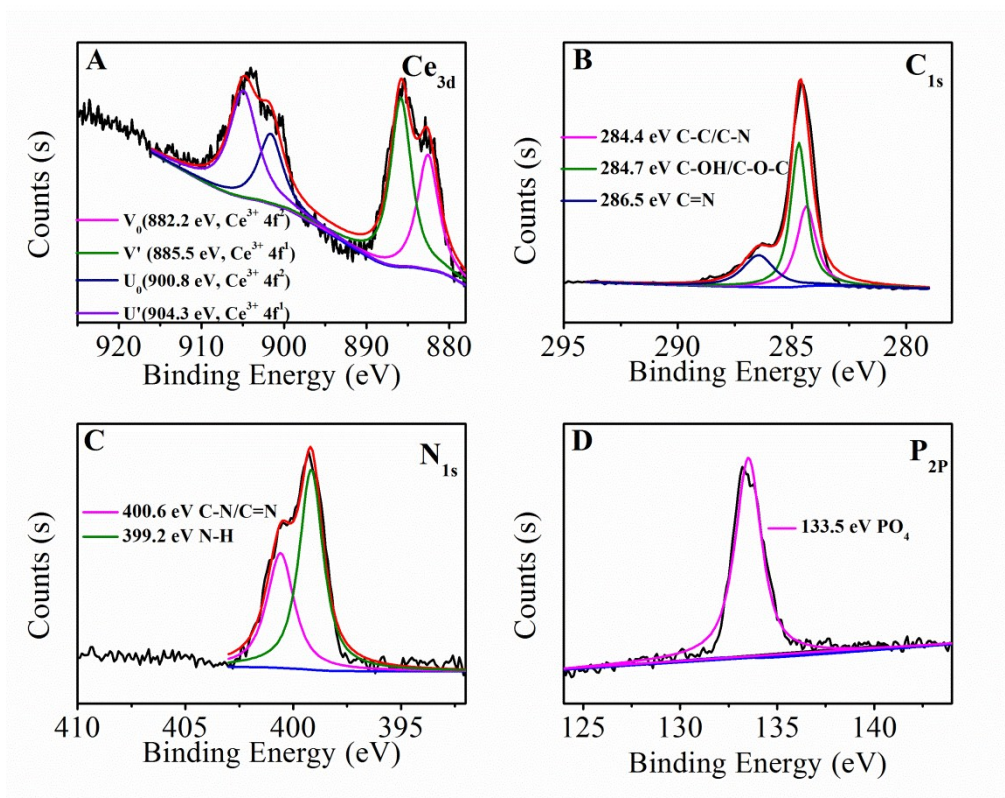 A
Ce3d
Counts (s)
V0(882.2 eV, Ce3+ 4f2)
V' (885.5 eV, Ce3+ 4f1)
U0(900.8 eV, Ce3+ 4f2)
U'(904.3 eV, Ce3+ 4f1)
920 910 900 890 880
Binding Energy (eV)
B
C1s
Counts (s)
284.4 eV C-C/C-N
284.7 eV C-OH/C-O-C
286.5 eV C=N
295 290 285 280
Binding Energy (eV)
C
N1s
Counts (s)
400.6 eV C-N/C=N
399.2 eV N-H
410 405 400 395
Binding Energy (eV)
D
P2P
Counts (s)
133.5 eV PO4
125 130 135 140
Binding Energy (eV)